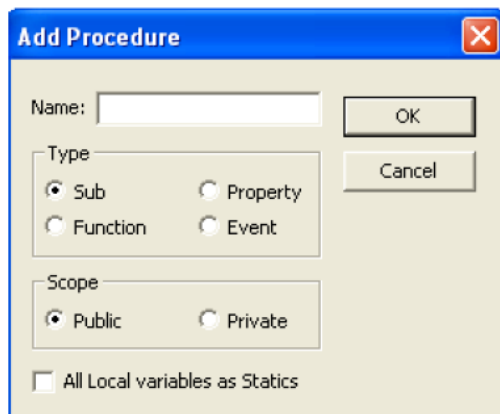 Add Procedure
Name:
OK
Cancel
Type
Sub
Property
Function
Event
Scope
Public
Private
All Local variables as Statics